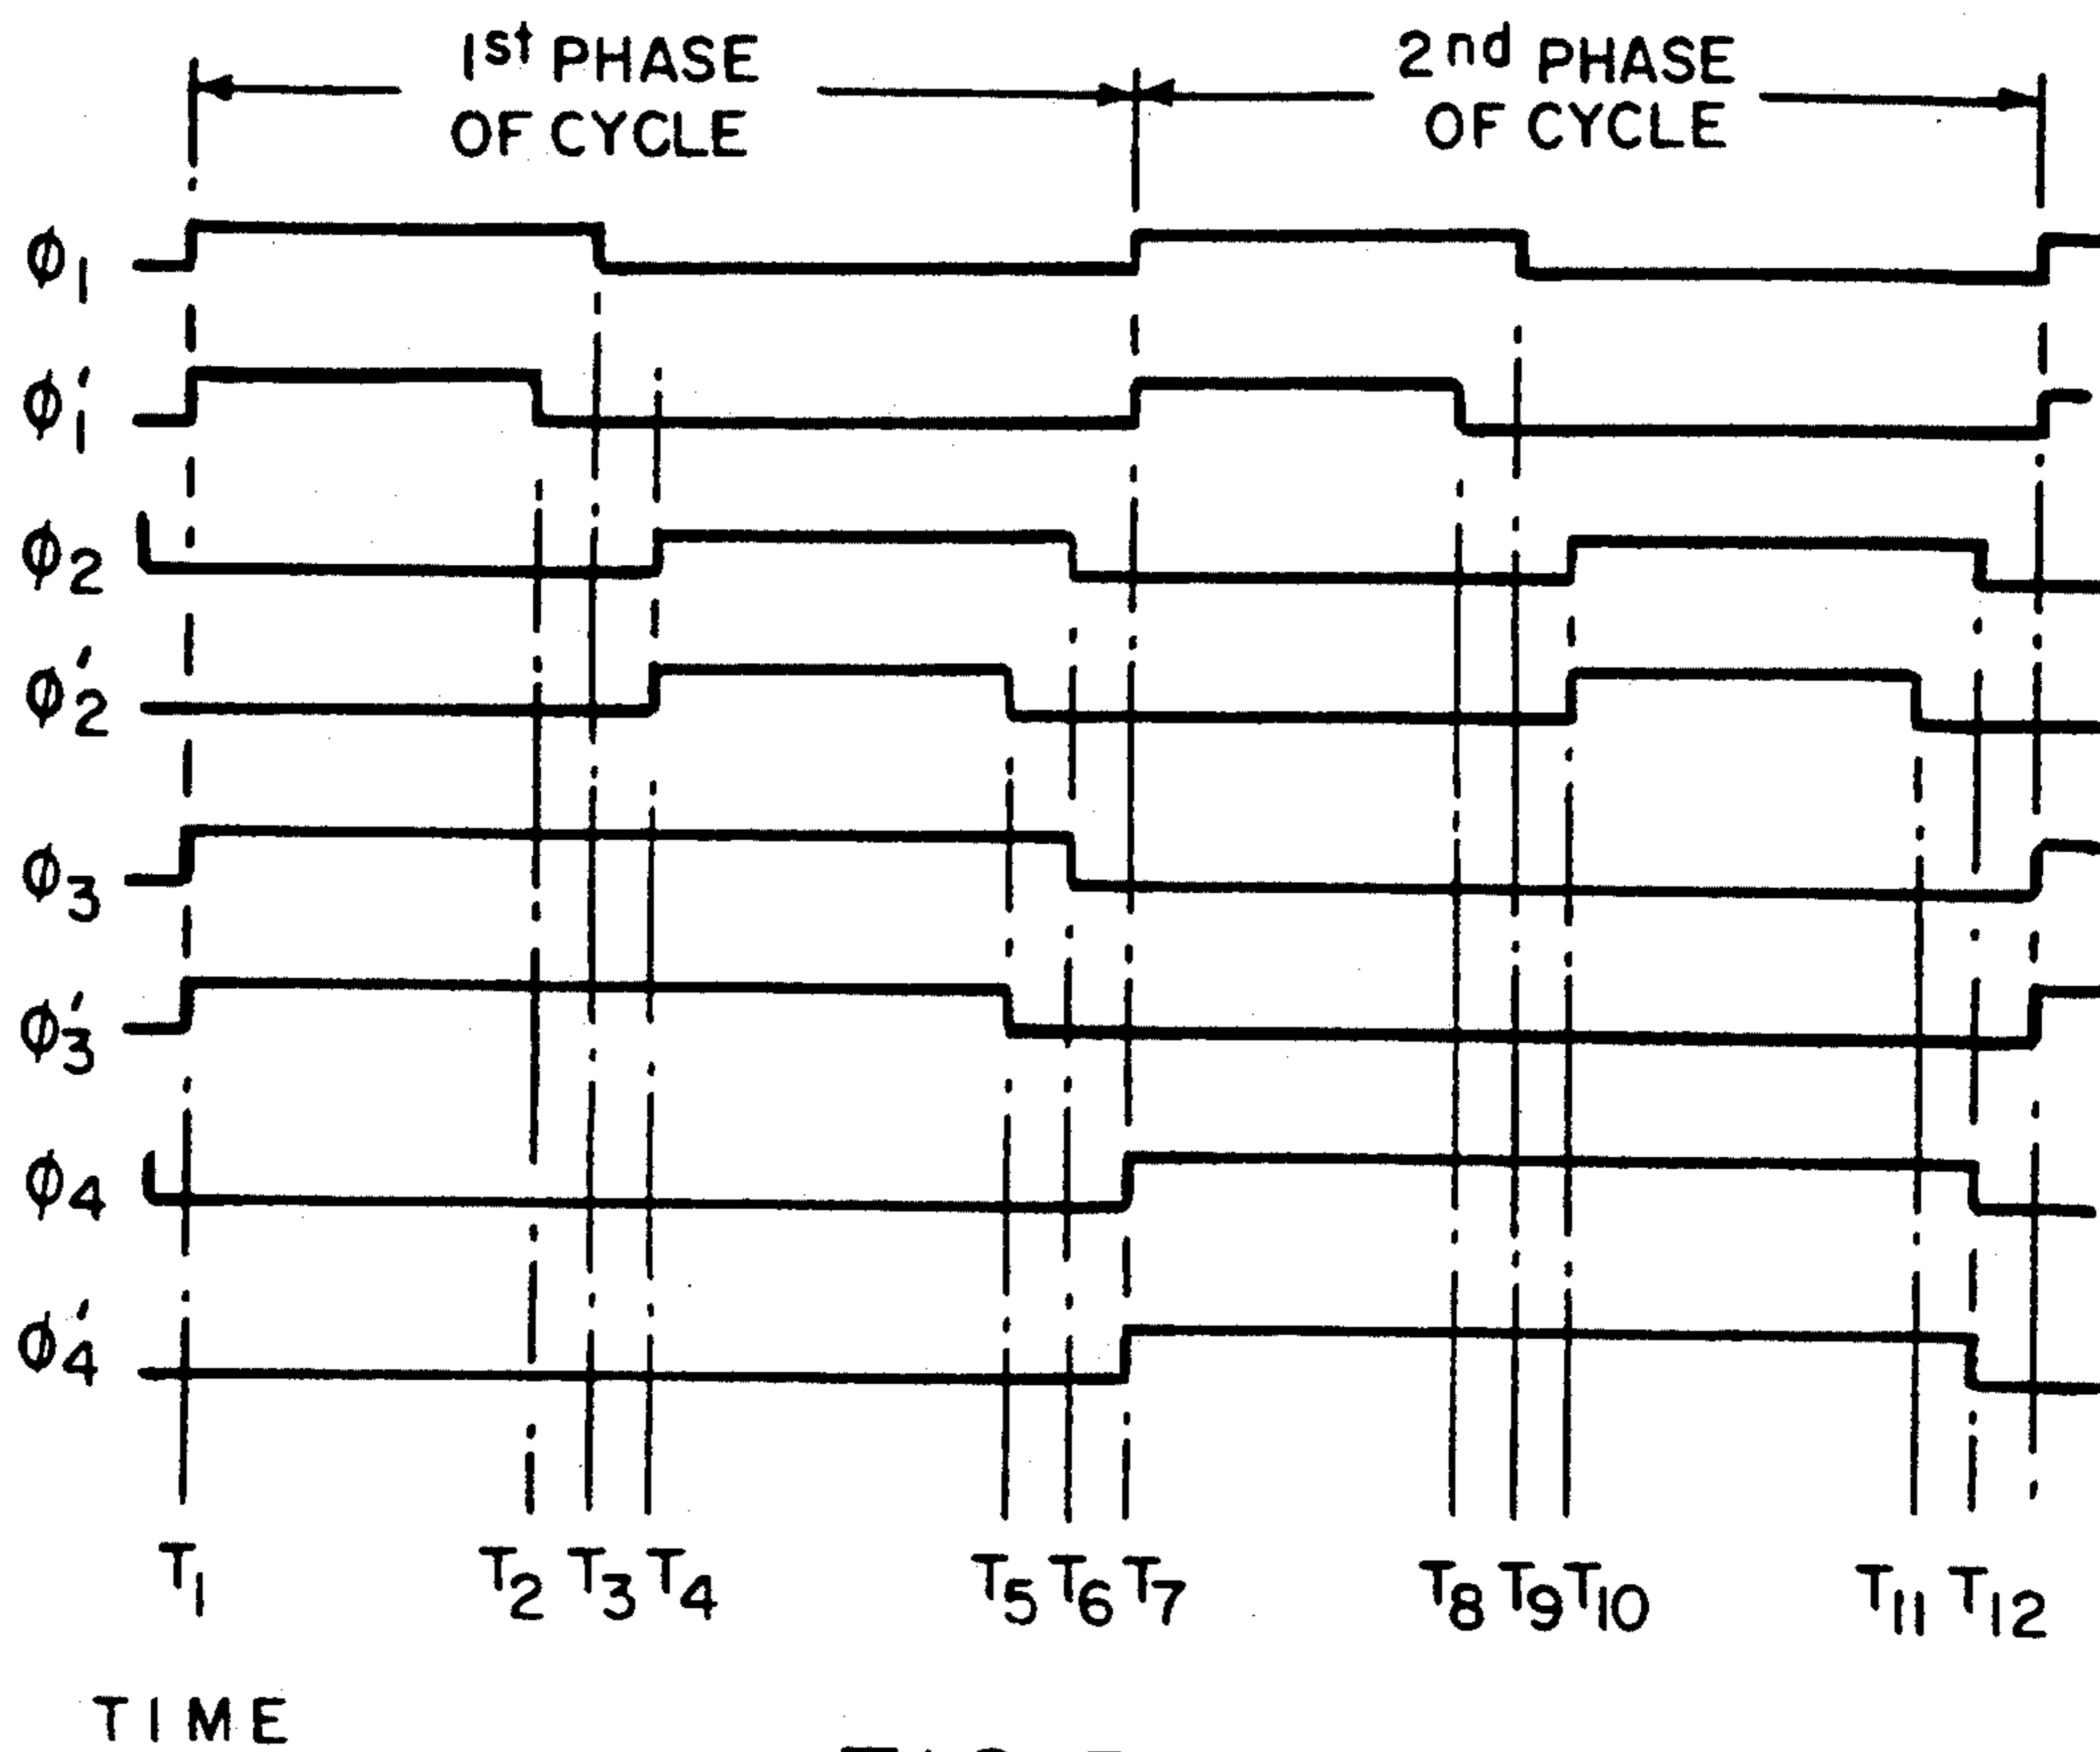 1st PHASE OF CYCLE
2nd PHASE OF CYCLE
ϕ1
ϕ1′
ϕ2
ϕ2′
ϕ3
ϕ3′
ϕ4
ϕ4′
T1 T2 T3 T4 T5 T6 T7 T8 T9 T10 T11 T12
TIME